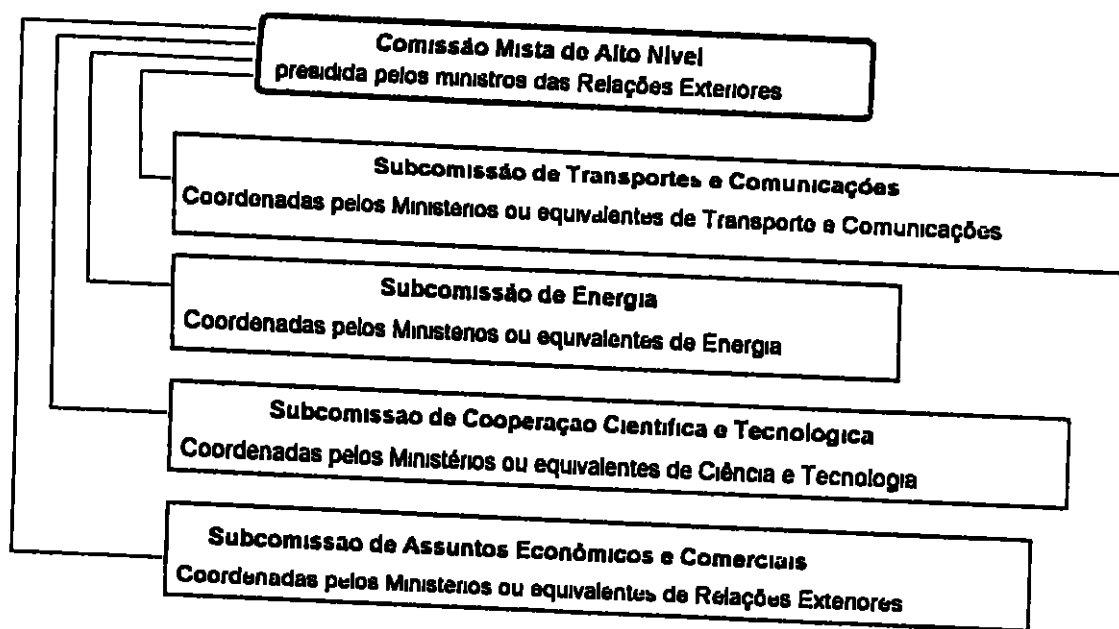 Comissão Mista de Alto Nível
presidida pelos ministros das Relações Exteriores
Subcomissão de Transportes e Comunicações
Coordenadas pelos Ministerios ou equivalentes de Transporte e Comunicações
Subcomissão de Energia
Coordenadas pelos Ministerios ou equivalentes de Energia
Subcomissao de Cooperaçao Cientifica e Tecnologica
Coordenadas pelos Ministérios ou equivalentes de Ciência e Tecnologia
Subcomissao de Assuntos Econômicos e Comerciais
Coordenadas pelos Ministerios ou equivalentes de Relações Exteriores